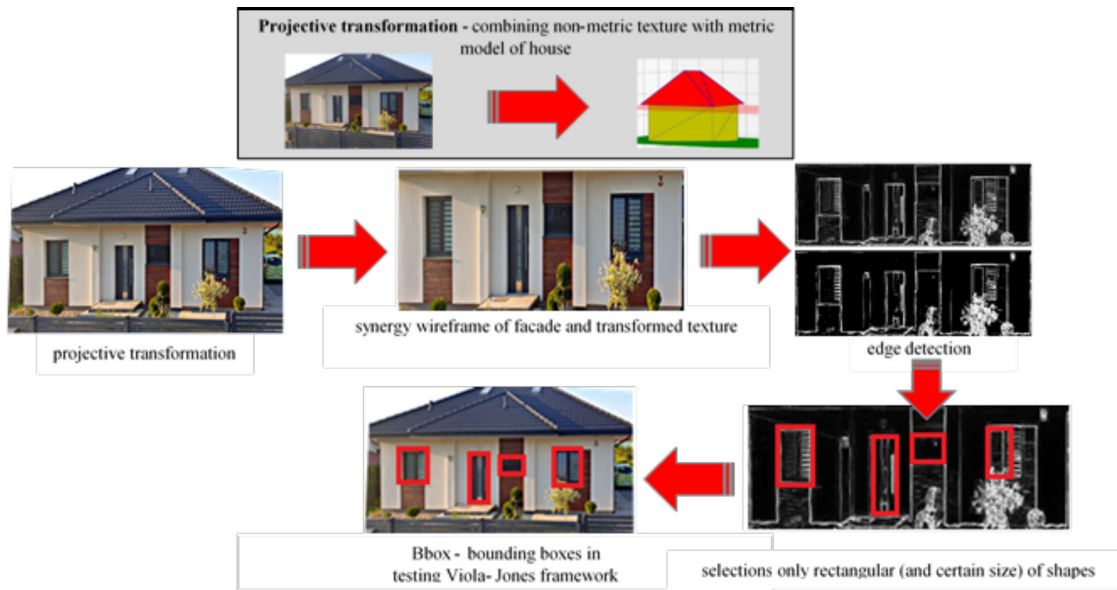 Projective transformation - combining non-metric texture with metric
model of house
projective transformation
synergy wireframe of facade and transformed texture
edge detection
Bbox - bounding boxes in
testing Viola- Jones framework
selections only rectangular (and certain size) of shapes